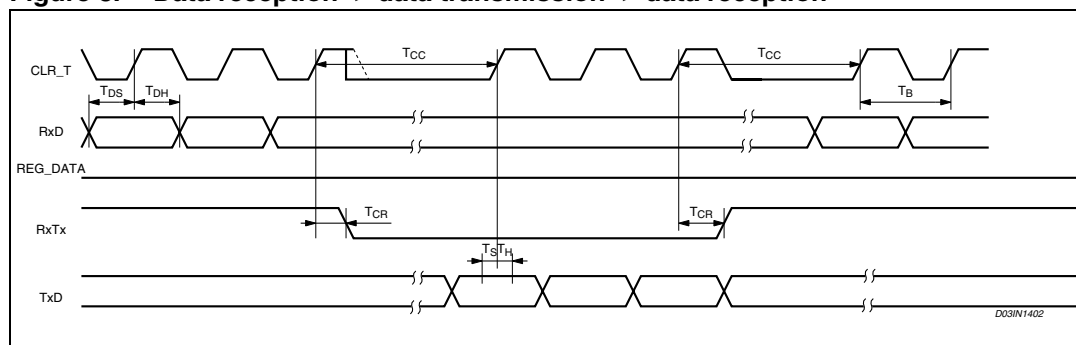 Figure 8. Data reception -> data transmission -> data reception
CLR_T
TCC
TCC
TDS
TDH
TB
RxD
REG_DATA
RxTx
TCR
TCR
TS
TH
TxD
D03IN1402